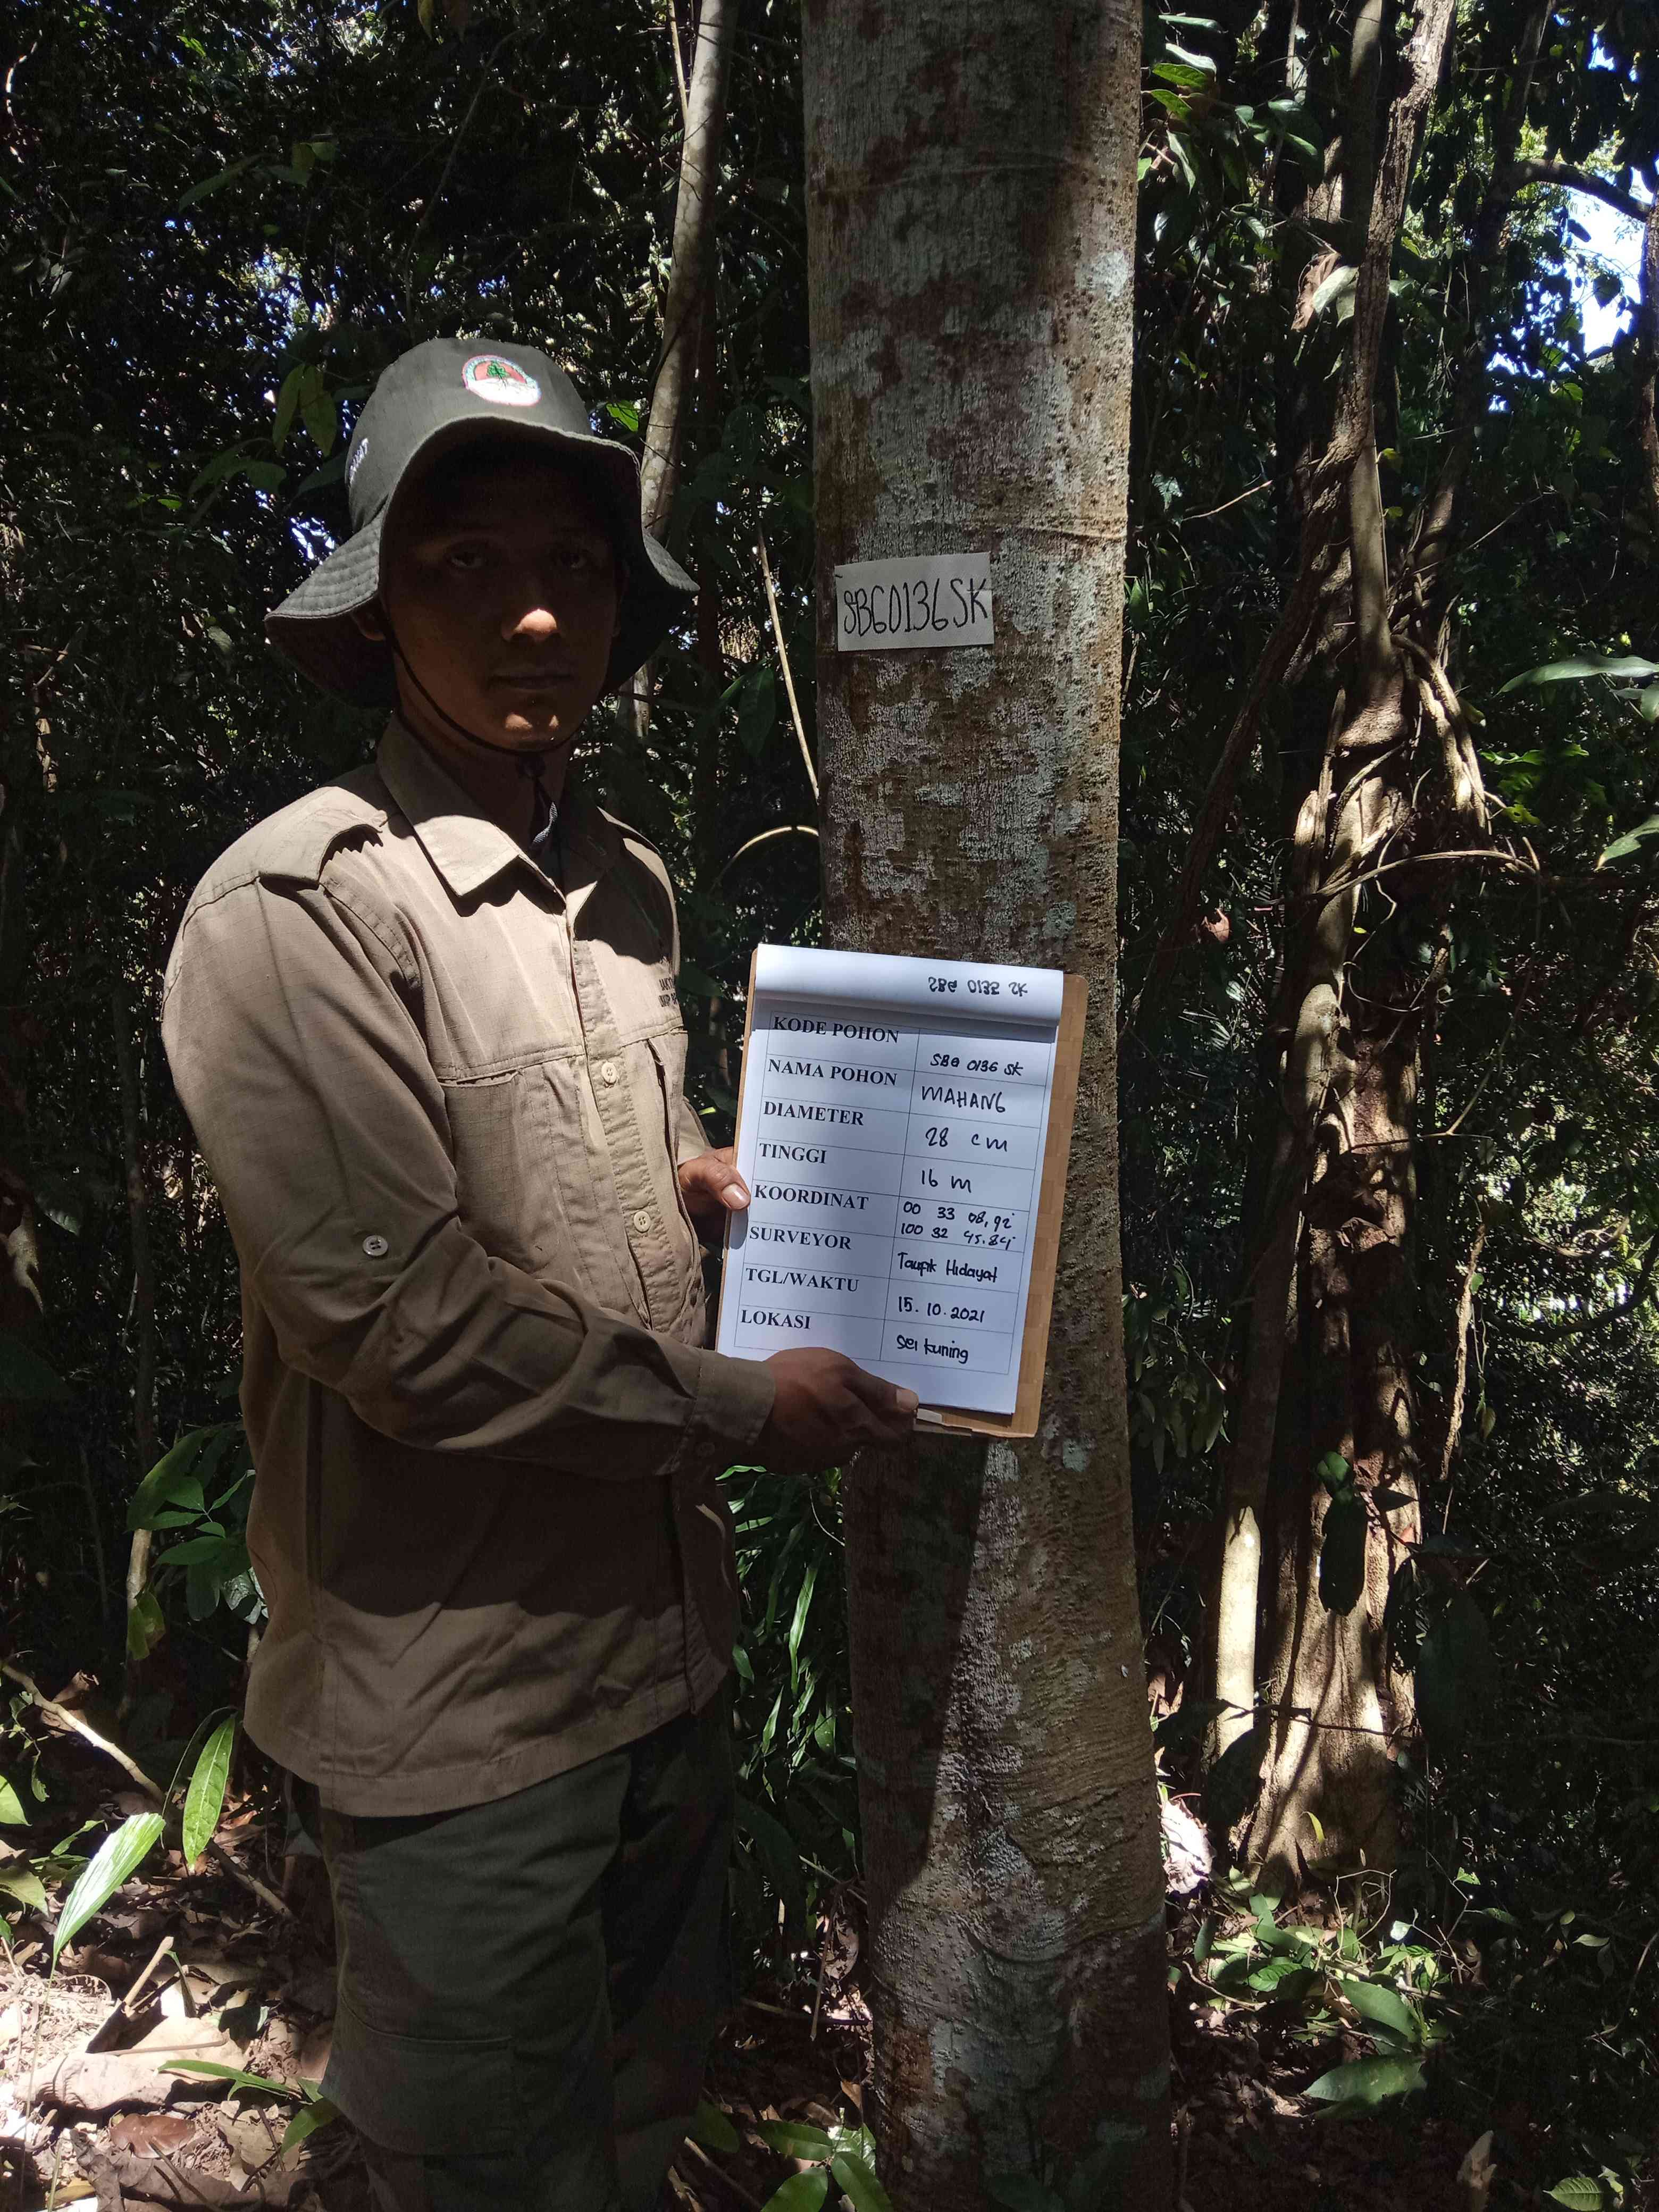 SBG0136SK
SBG 0135 SK
KODE POHON SBG 0136 SK
NAMA POHON MAHANG
DIAMETER 28 cm
TINGGI 16 m
KOORDINAT 00 33 08,92
100 32 45.84
SURVEYOR Taupik Hidayat
TGL/WAKTU 15.10.2021
LOKASI Sei kuning